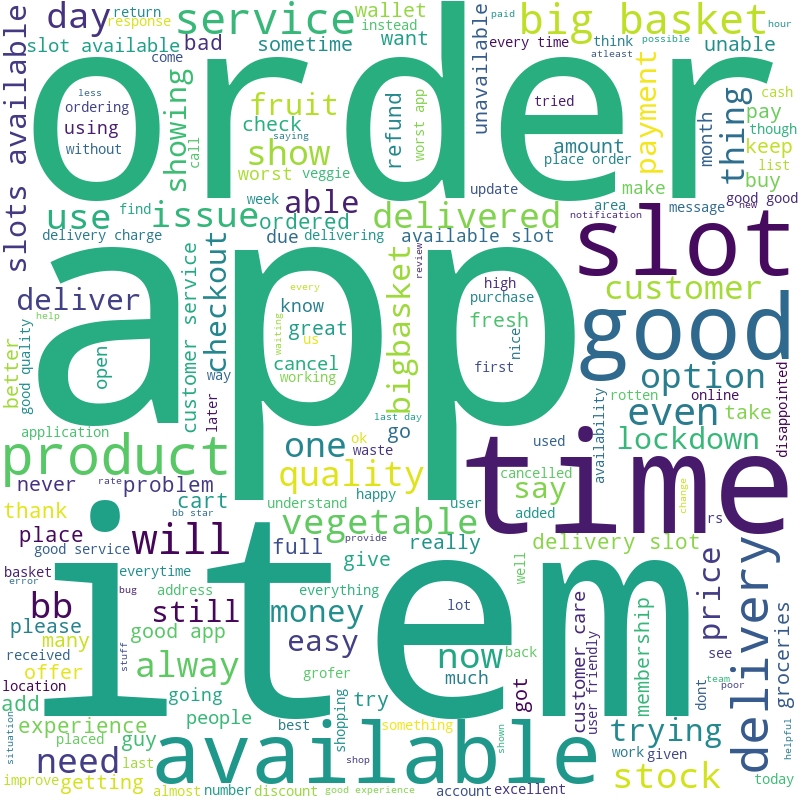 day
return
response
service
wallet
instead
big basket
paid
possible
hour
slot available
bad
sometime
want
every time
think
atleast
unable
come
less
ordering
using
without
order
fruit
check
showing
call
show
saying
worst
veggie
refund
worst app
tried
unavailable
amount
place order
payment
thing
cash
pay
though
keep
list
buy
month
make
slots available
use
issue
able
week
ordered
update
delivered
area
message
good good
notification
new
find
delivery charge
due
delivering
available slot
review
slot
deliver
help
customer service
checkout
every
know
great
us
cancel
working
waiting
bigbasket
high
purchase
fresh
first
nice
customer
good
better
good quality
open
way
later
app
option
rotten
online
even
take
disappointed
application
product
last day
ok
waste
go
one
used
availability
lockdown
never
rate
problem
quality
cancelled
say
time
change
rs
thank
cart
bb star
understand
happy
user
added
place
will
vegetable
good service
full
provide
really
delivery slot
well
basket
everytime
error
bug
address
give
everything
item
bb
still
money
lot
please
many
good app
easy
received
stuff
alway
now
back
see
price
delivery
groceries
location
offer
grofer
much
got
customer care
user friendly
membership
dont
team
poor
add
going
try
experience
people
best
shopping
something
situation
placed
guy
available
shown
trying
work
given
helpful
need
last
shop
improve
getting
almost
number
discount
good experience
account
excellent
stock
today